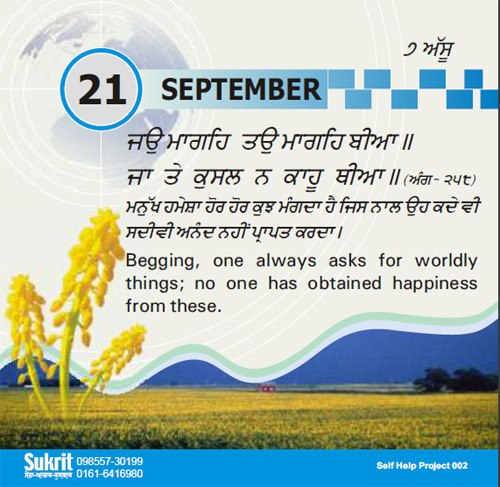 ੭ ਅੱਸੂ
21 SEPTEMBER
ਜਉ ਮਾਗਹਿ ਤਉ ਮਾਗਹਿ ਬੀਆ ॥
ਜਾ ਤੇ ਕੁਸਲ ਨ ਕਾਹੂ ਥੀਆ ॥ (ਅੰਗ - ੨੫੮)
ਮਨੁੱਖ ਹਮੇਸ਼ਾ ਹੋਰ ਹੋਰ ਕੁਝ ਮੰਗਦਾ ਹੈ ਜਿਸ ਨਾਲ ਉਹ ਕਦੇ ਵੀ
ਸਦੀਵੀ ਅਨੰਦ ਨਹੀਂ ਪ੍ਰਾਪਤ ਕਰਦਾ ।
Begging, one always asks for worldly
things; no one has obtained happiness
from these.
Sukrit 098557-30199
0161-6416980
Self Help Project 002